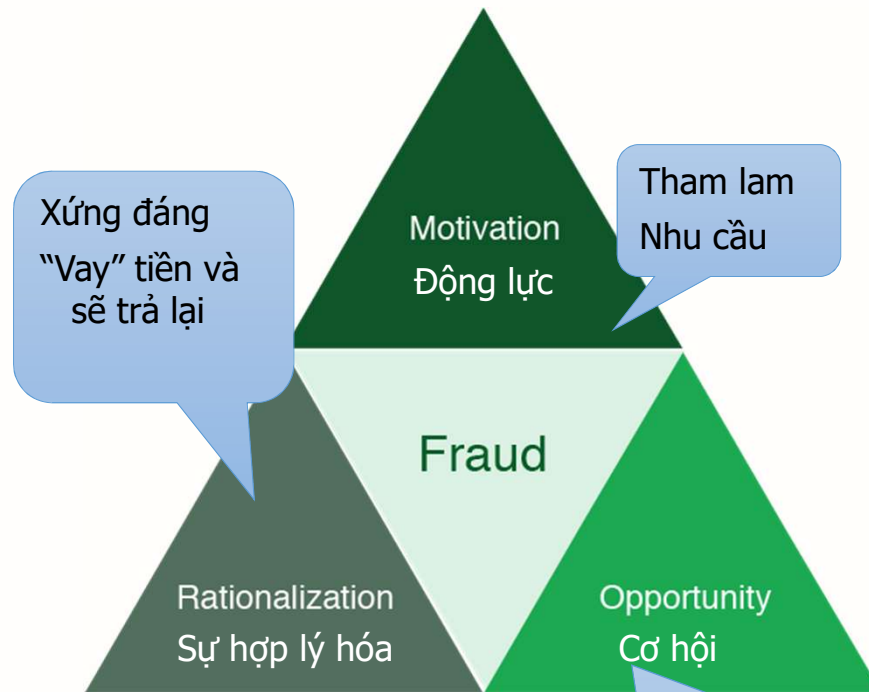 Motivation
Động lực
Tham lam
Nhu cầu
Xứng đáng
“Vay” tiền và
sẽ trả lại
Fraud
Rationalization
Sự hợp lý hóa
Opportunity
Cơ hội